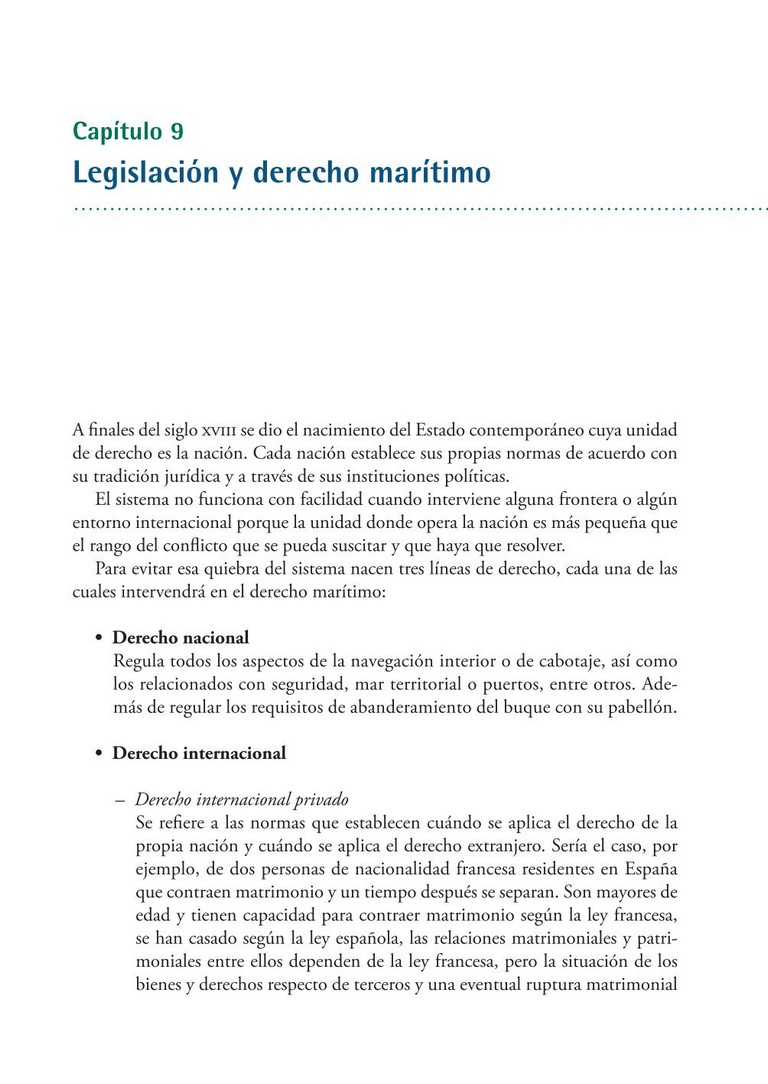 Capítulo 9
Legislación y derecho marítimo
A finales del siglo XVIII se dio el nacimiento del Estado contemporáneo cuya unidad
de derecho es la nación. Cada nación establece sus propias normas de acuerdo con
su tradición jurídica y a través de sus instituciones políticas.
El sistema no funciona con facilidad cuando interviene alguna frontera o algún
entorno internacional porque la unidad donde opera la nación es más pequeña que
el rango del conflicto que se pueda suscitar y que haya que resolver.
Para evitar esa quiebra del sistema nacen tres líneas de derecho, cada una de las
cuales intervendrá en el derecho marítimo:
• Derecho nacional
Regula todos los aspectos de la navegación interior o de cabotaje, así como
los relacionados con seguridad, mar territorial o puertos, entre otros. Ade-
más de regular los requisitos de abanderamiento del buque con su pabellón.
• Derecho internacional
– Derecho internacional privado
Se refiere a las normas que establecen cuándo se aplica el derecho de la
propia nación y cuándo se aplica el derecho extranjero. Sería el caso, por
ejemplo, de dos personas de nacionalidad francesa residentes en España
que contraen matrimonio y un tiempo después se separan. Son mayores de
edad y tienen capacidad para contraer matrimonio según la ley francesa,
se han casado según la ley española, las relaciones matrimoniales y patri-
moniales entre ellos dependen de la ley francesa, pero la situación de los
bienes y derechos respecto de terceros y una eventual ruptura matrimonial